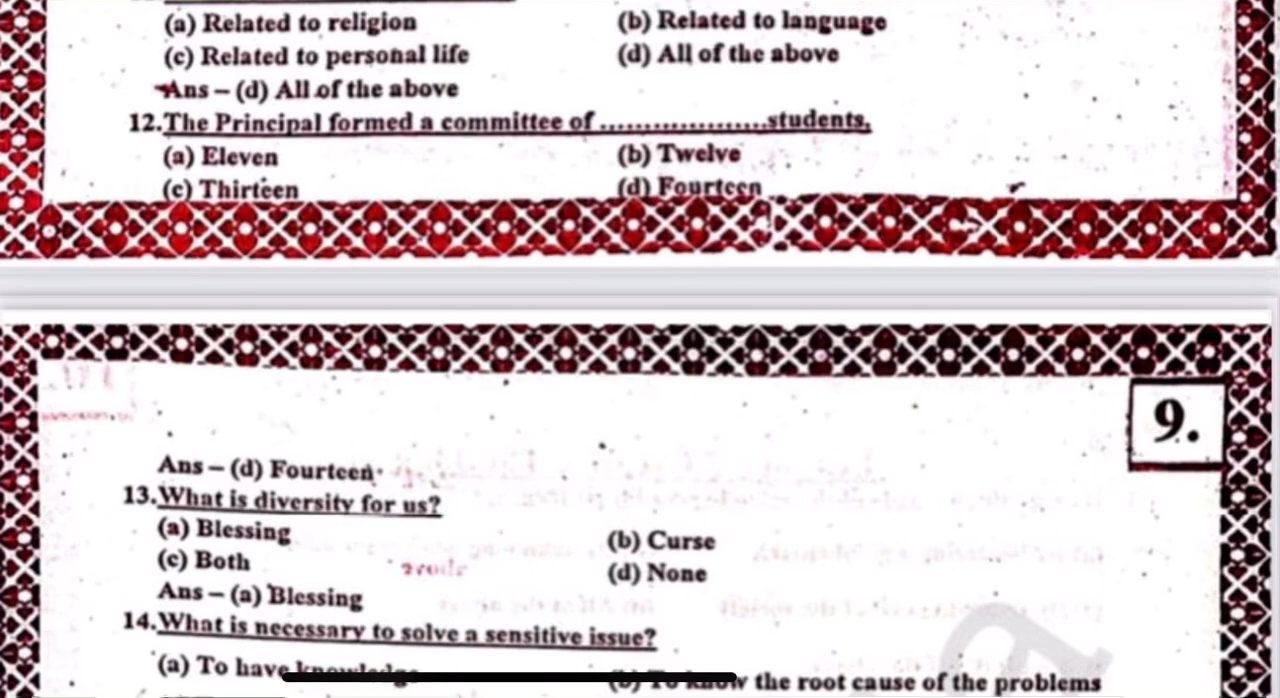 (a) Related to religion (b) Related to language
(c) Related to personal life (d) All of the above
Ans – (d) All of the above
12. The Principal formed a committee of ..................students.
(a) Eleven (b) Twelve
(c) Thirteen (d) Fourteen
9.
Ans – (d) Fourteen
13. What is diversity for us?
(a) Blessing (b) Curse
(c) Both (d) None
Ans – (a) Blessing
14. What is necessary to solve a sensitive issue?
(a) To have knowledge (b) To know the root cause of the problems